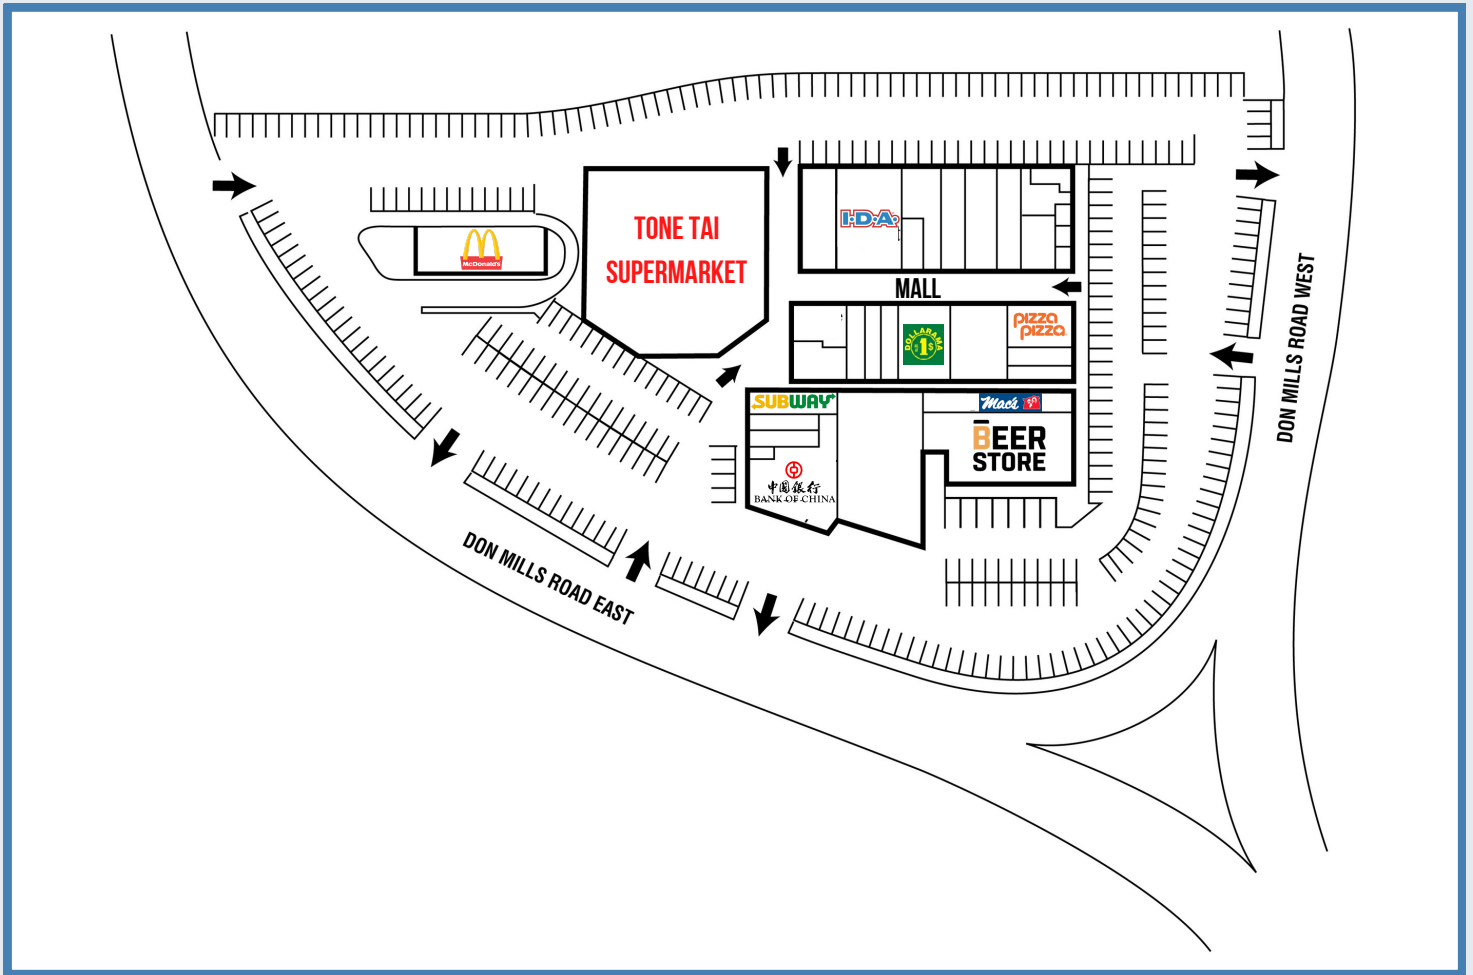 TONE TAI
SUPERMARKET
McDonald's
I·D·A·
MALL
DOLLARAMA
1$
pizza
pizza
SUBWAY
Mac's
BEER
STORE
中国银行
BANK OF CHINA
DON MILLS ROAD WEST
DON MILLS ROAD EAST